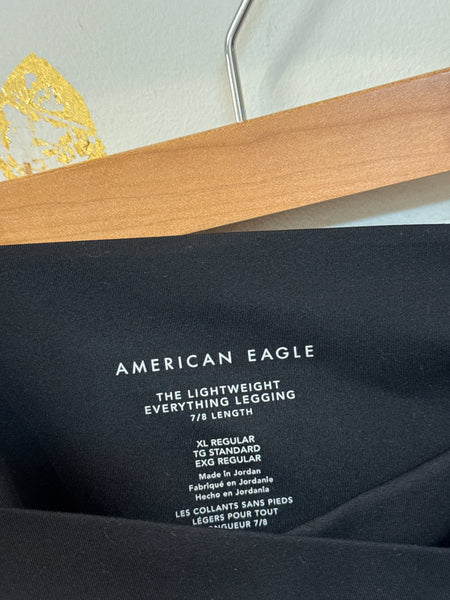 AMERICAN EAGLE
THE LIGHTWEIGHT
EVERYTHING LEGGING
7/8 LENGTH
XL REGULAR
TG STANDARD
EXG REGULAR
Made in Jordan
Fabriqué en Jordanie
Hecho en Jordania
LES COLLANTS SANS PIEDS
LÉGERS POUR TOUT
7/8